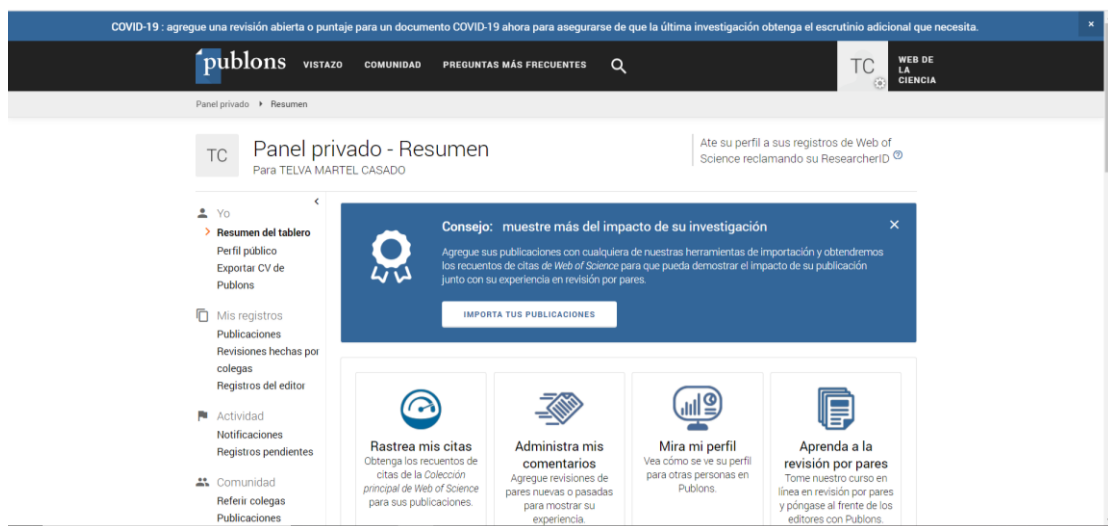 COVID-19 : agregue una revisión abierta o puntaje para un documento COVID-19 ahora para asegurarse de que la última investigación obtenga el escrutinio adicional que necesita.
×
publons VISTAZO COMUNIDAD PREGUNTAS MÁS FRECUENTES TC WEB DE
LA
CIENCIA
Panel privado Resumen
TC
Panel privado - Resumen
Para TELVA MARTEL CASADO
Ate su perfil a sus registros de Web of
Science reclamando su ResearcherID ?
Yo
Resumen del tablero
Perfil público
Exportar CV de
Publons
Mis registros
Publicaciones
Revisiones hechas por
colegas
Registros del editor
Actividad
Notificaciones
Registros pendientes
Comunidad
Referir colegas
Publicaciones
Consejo: muestre más del impacto de su investigación ×
Agregue sus publicaciones con cualquiera de nuestras herramientas de importación y obtendremos
los recuentos de citas de Web of Science para que pueda demostrar el impacto de su publicación
junto con su experiencia en revisión por pares.
IMPORTA TUS PUBLICACIONES
Rastrea mis citas
Obtenga los recuentos de
citas de la Colección
principal de Web of Science
para sus publicaciones.
Administra mis
comentarios
Agregue revisiones de
pares nuevas o pasadas
para mostrar su
experiencia.
Mira mi perfil
Vea cómo se ve su perfil
para otras personas en
Publons.
Aprenda a la
revisión por pares
Tome nuestro curso en
línea en revisión por pares
y póngase al frente de los
editores con Publons.